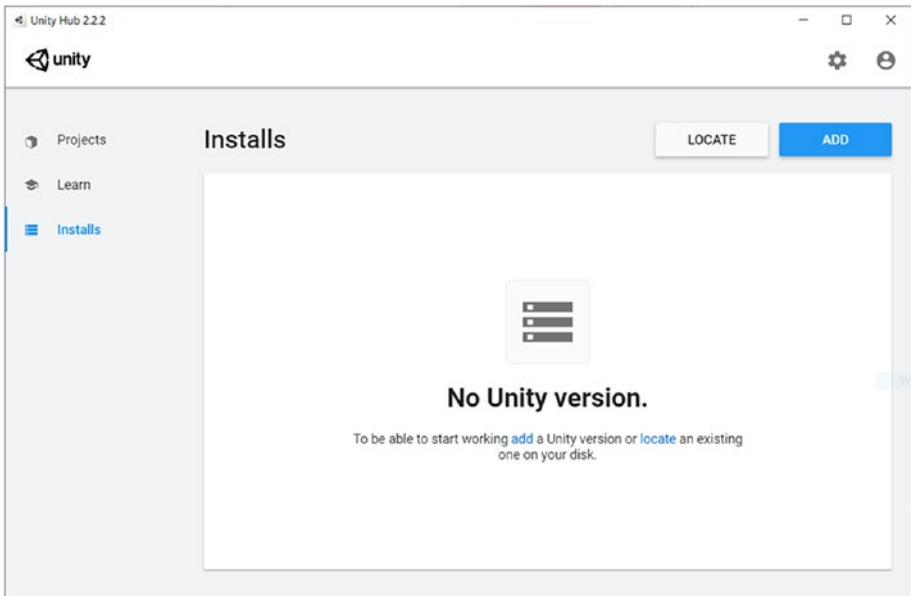 Unity Hub 2.2.2
unity
Projects
Learn
Installs
Installs
LOCATE
ADD
No Unity version.
To be able to start working add a Unity version or locate an existing
one on your disk.